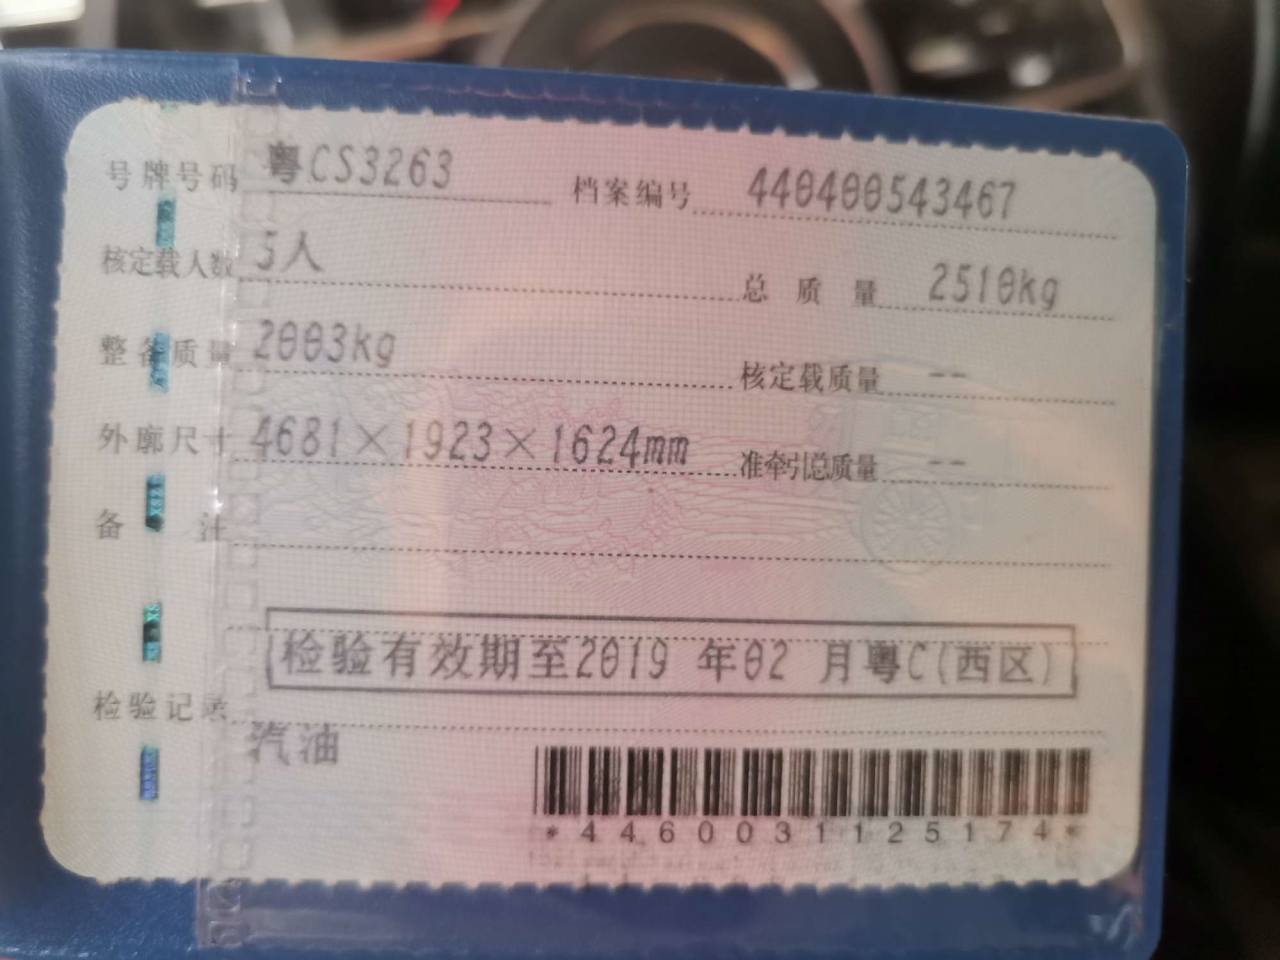 号牌号码 粤CS3263 档案编号 440400543467
核定载人数 5人 总质量 2510kg
整备质量 2003kg 核定载质量 --
外廓尺寸 4681×1923×1624mm 准牵引总质量 --
备注
检验有效期至2019 年02 月粤C(西区)
检验记录
汽油
*4460031125174*